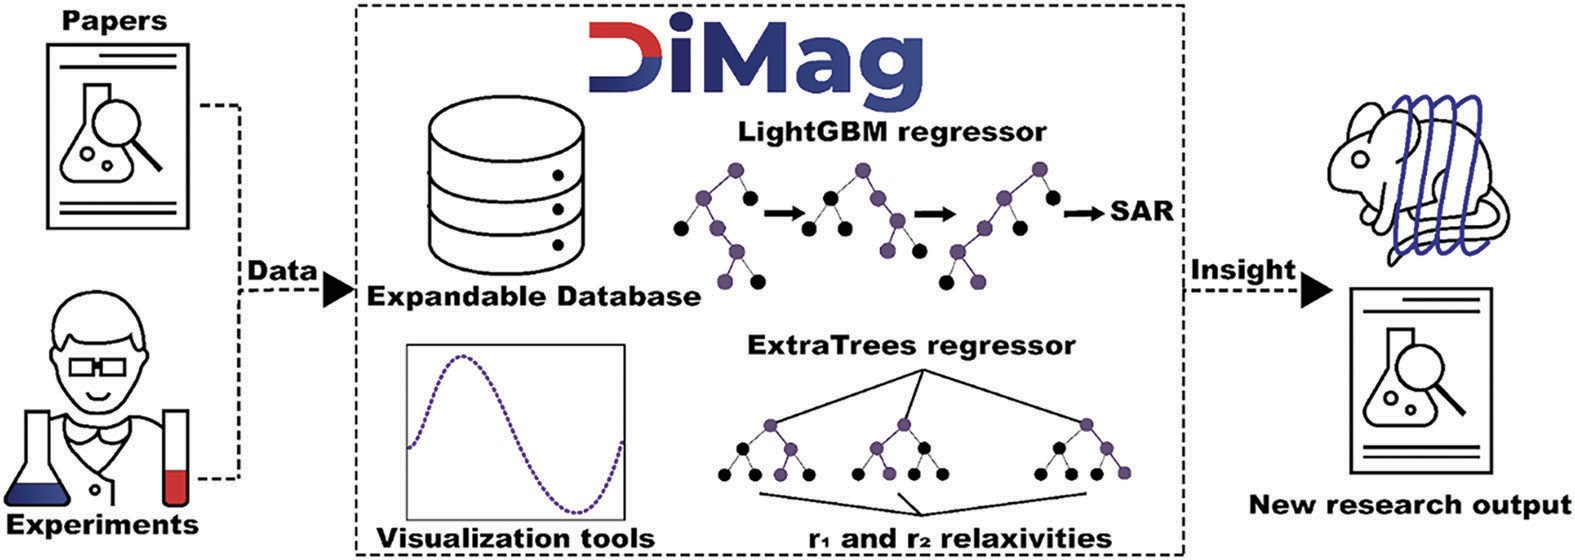 Papers
Experiments
Data
DiMag
Expandable Database
LightGBM regressor
SAR
Visualization tools
ExtraTrees regressor
r₁ and r₂ relaxivities
Insight
New research output